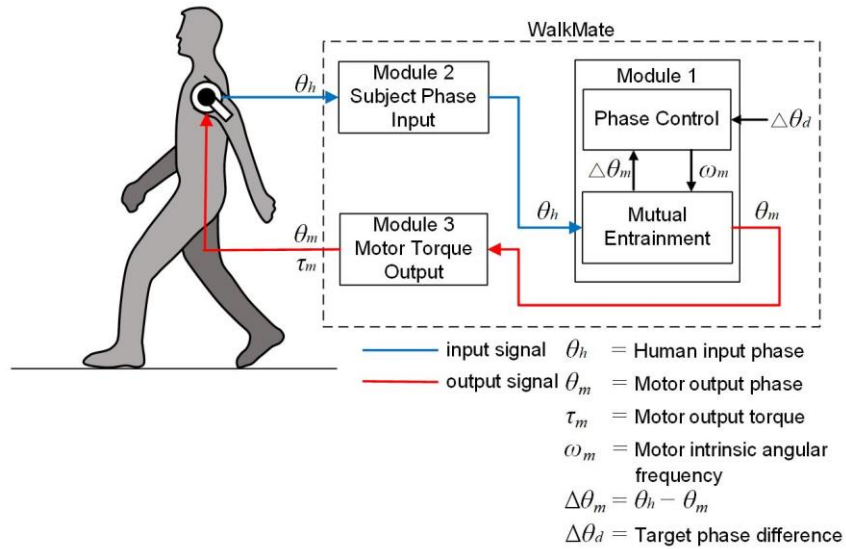 WalkMate
Module 2
Subject Phase
Input
Module 1
Phase Control
θh
△θd
△θm
ωm
θh
Mutual
Entrainment
θm
Module 3
Motor Torque
Output
θm
τm
input signal
output signal
θh = Human input phase
θm = Motor output phase
τm = Motor output torque
ωm = Motor intrinsic angular
frequency
Δθm = θh − θm
Δθd = Target phase difference